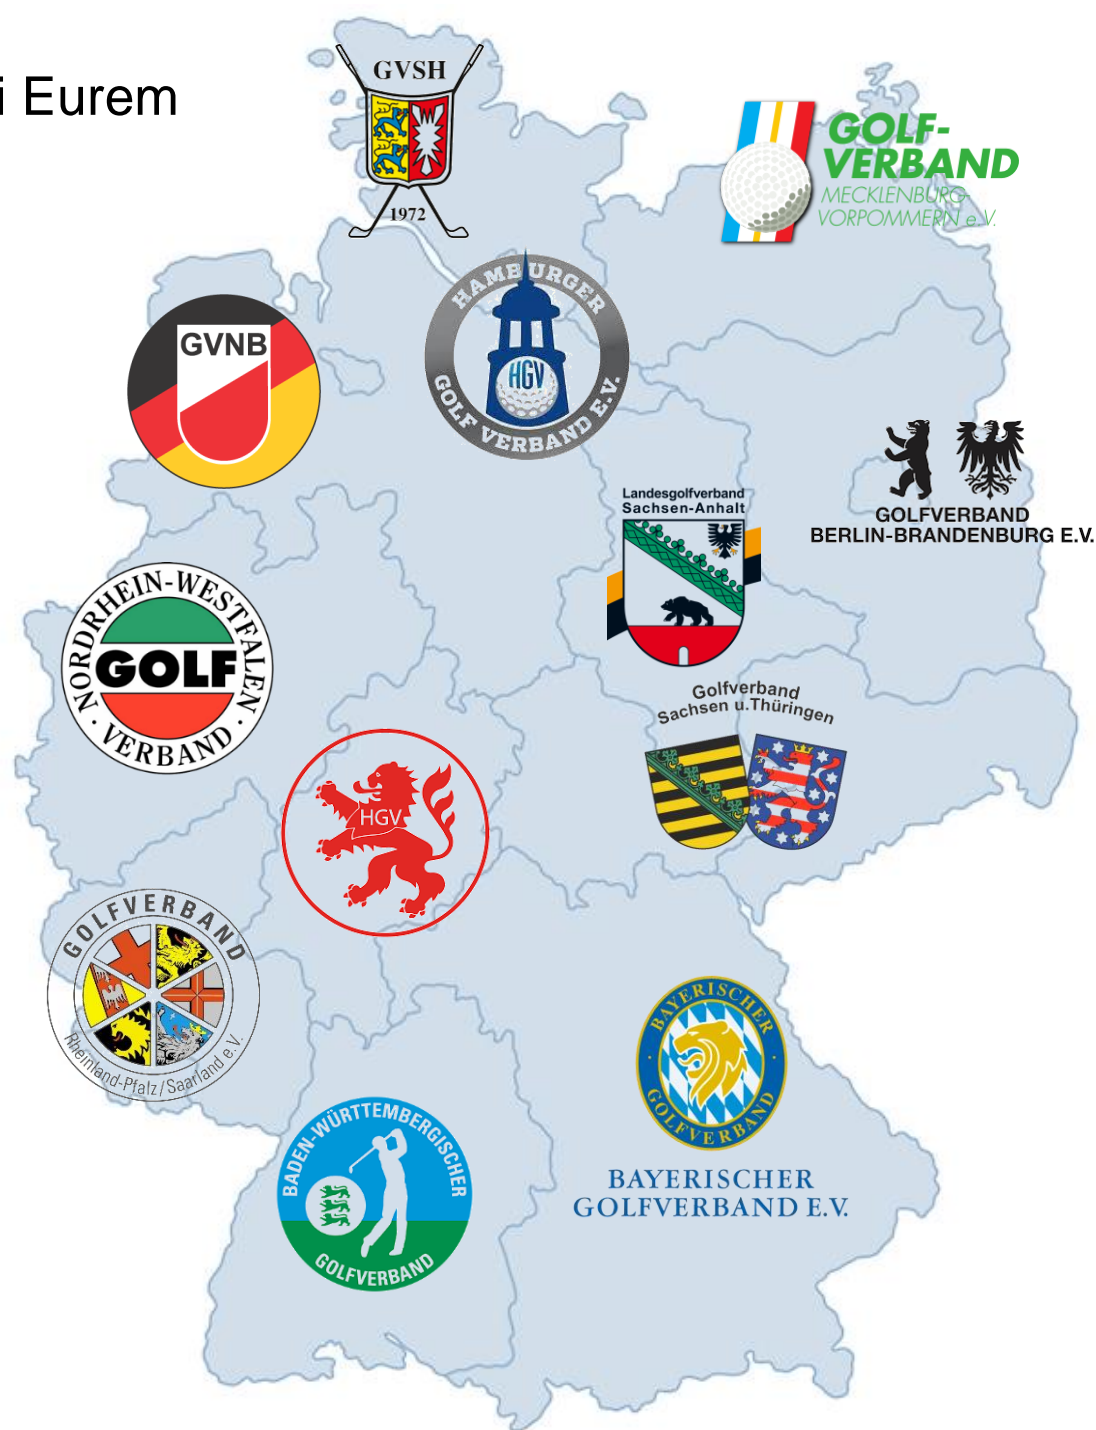 i Eurem
GVSH
1972
GOLF-
VERBAND
MECKLENBURG-
VORPOMMERN e.V.
HAMBURGER
HGV
GOLF VERBAND E.V.
GVNB
GOLFVERBAND
BERLIN-BRANDENBURG E.V.
Landesgolfverband
Sachsen-Anhalt
NORDRHEIN-WESTFALEN
GOLF
· VERBAND ·
Golfverband
Sachsen u.Thüringen
HGV
GOLFVERBAND
Rheinland-Pfalz/Saarland e.V.
· BAYERISCHER ·
GOLFVERBAND
BAYERISCHER
GOLFVERBAND E.V.
BADEN-WÜRTTEMBERGISCHER
GOLFVERBAND